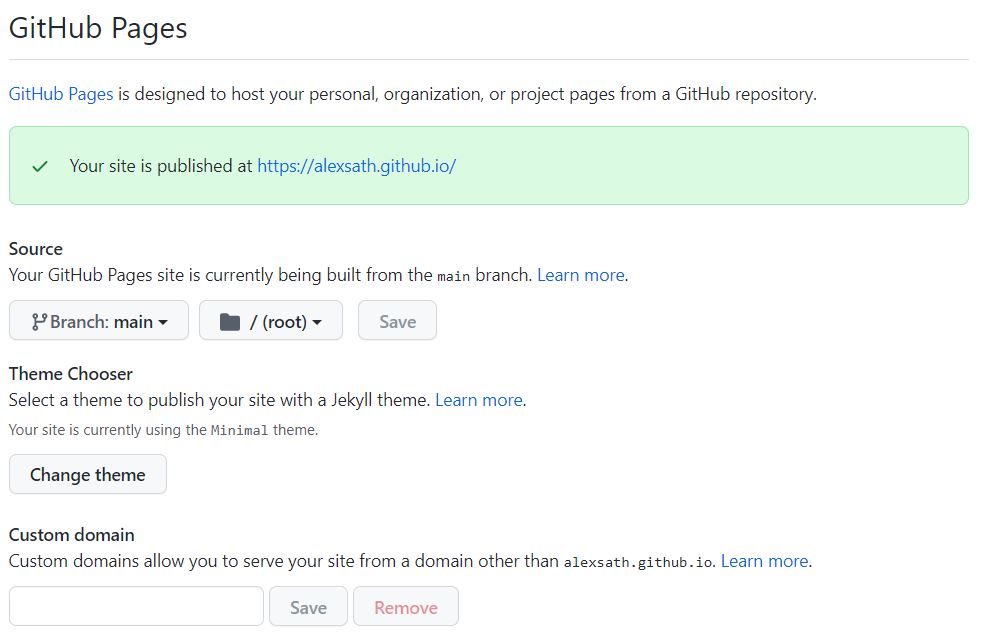 GitHub Pages
GitHub Pages is designed to host your personal, organization, or project pages from a GitHub repository.
Your site is published at https://alexsath.github.io/
Source
Your GitHub Pages site is currently being built from the main branch. Learn more.
Branch: main / (root) Save
Theme Chooser
Select a theme to publish your site with a Jekyll theme. Learn more.
Your site is currently using the Minimal theme.
Change theme
Custom domain
Custom domains allow you to serve your site from a domain other than alexsath.github.io. Learn more.
Save Remove